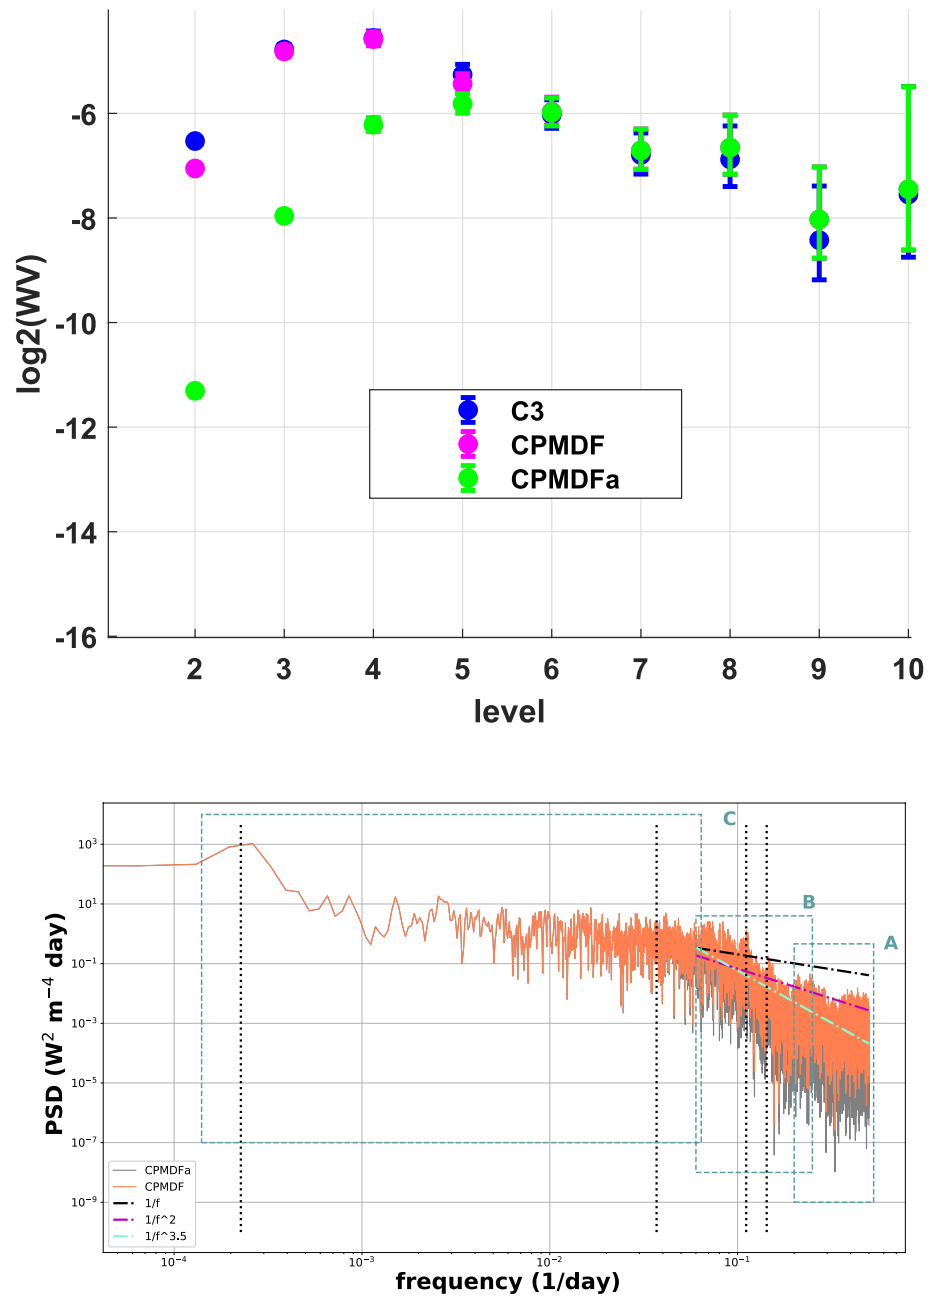 -6
-8
-10
-12
-14
-16
log2(WV)
C3
CPMDF
CPMDFa
2 3 4 5 6 7 8 9 10
level
C
B
A
10^3
10^1
10^-1
10^-3
10^-5
10^-7
10^-9
PSD (W^2 m^-4 day)
CPMDFa
CPMDF
1/f
1/f^2
1/f^3.5
10^-4 10^-3 10^-2 10^-1
frequency (1/day)